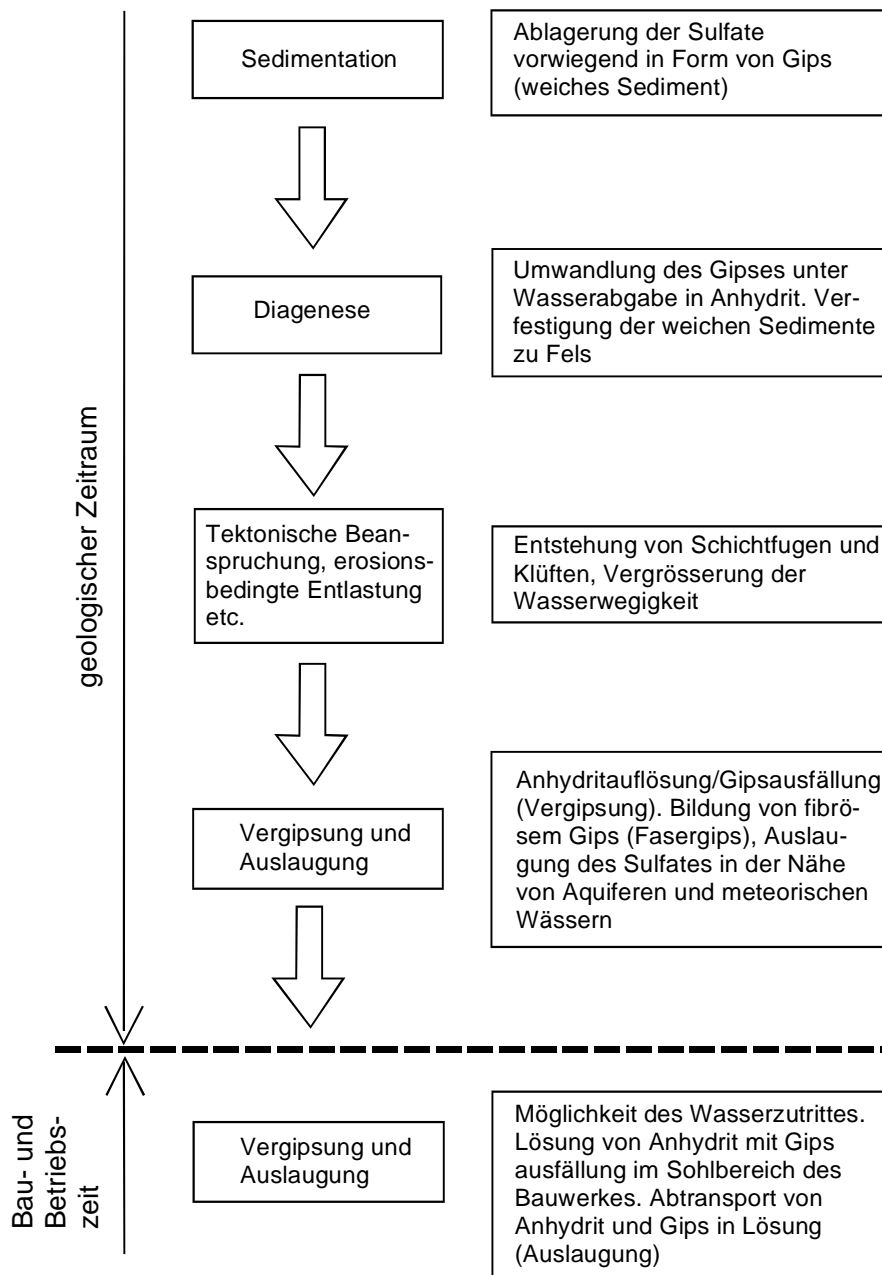 Sedimentation
Ablagerung der Sulfate
vorwiegend in Form von Gips
(weiches Sediment)
Diagenese
Umwandlung des Gipses unter
Wasserabgabe in Anhydrit. Ver-
festigung der weichen Sedimente
zu Fels
geologischer Zeitraum
Tektonische Bean-
spruchung, erosions-
bedingte Entlastung
etc.
Entstehung von Schichtfugen und
Klüften, Vergrösserung der
Wasserwegigkeit
Vergipsung und
Auslaugung
Anhydritauflösung/Gipsausfällung
(Vergipsung). Bildung von fibrö-
sem Gips (Fasergips), Auslau-
gung des Sulfates in der Nähe
von Aquiferen und meteorischen
Wässern
Bau- und
Betriebs-
zeit
Vergipsung und
Auslaugung
Möglichkeit des Wasserzutrittes.
Lösung von Anhydrit mit Gips
ausfällung im Sohlbereich des
Bauwerkes. Abtransport von
Anhydrit und Gips in Lösung
(Auslaugung)